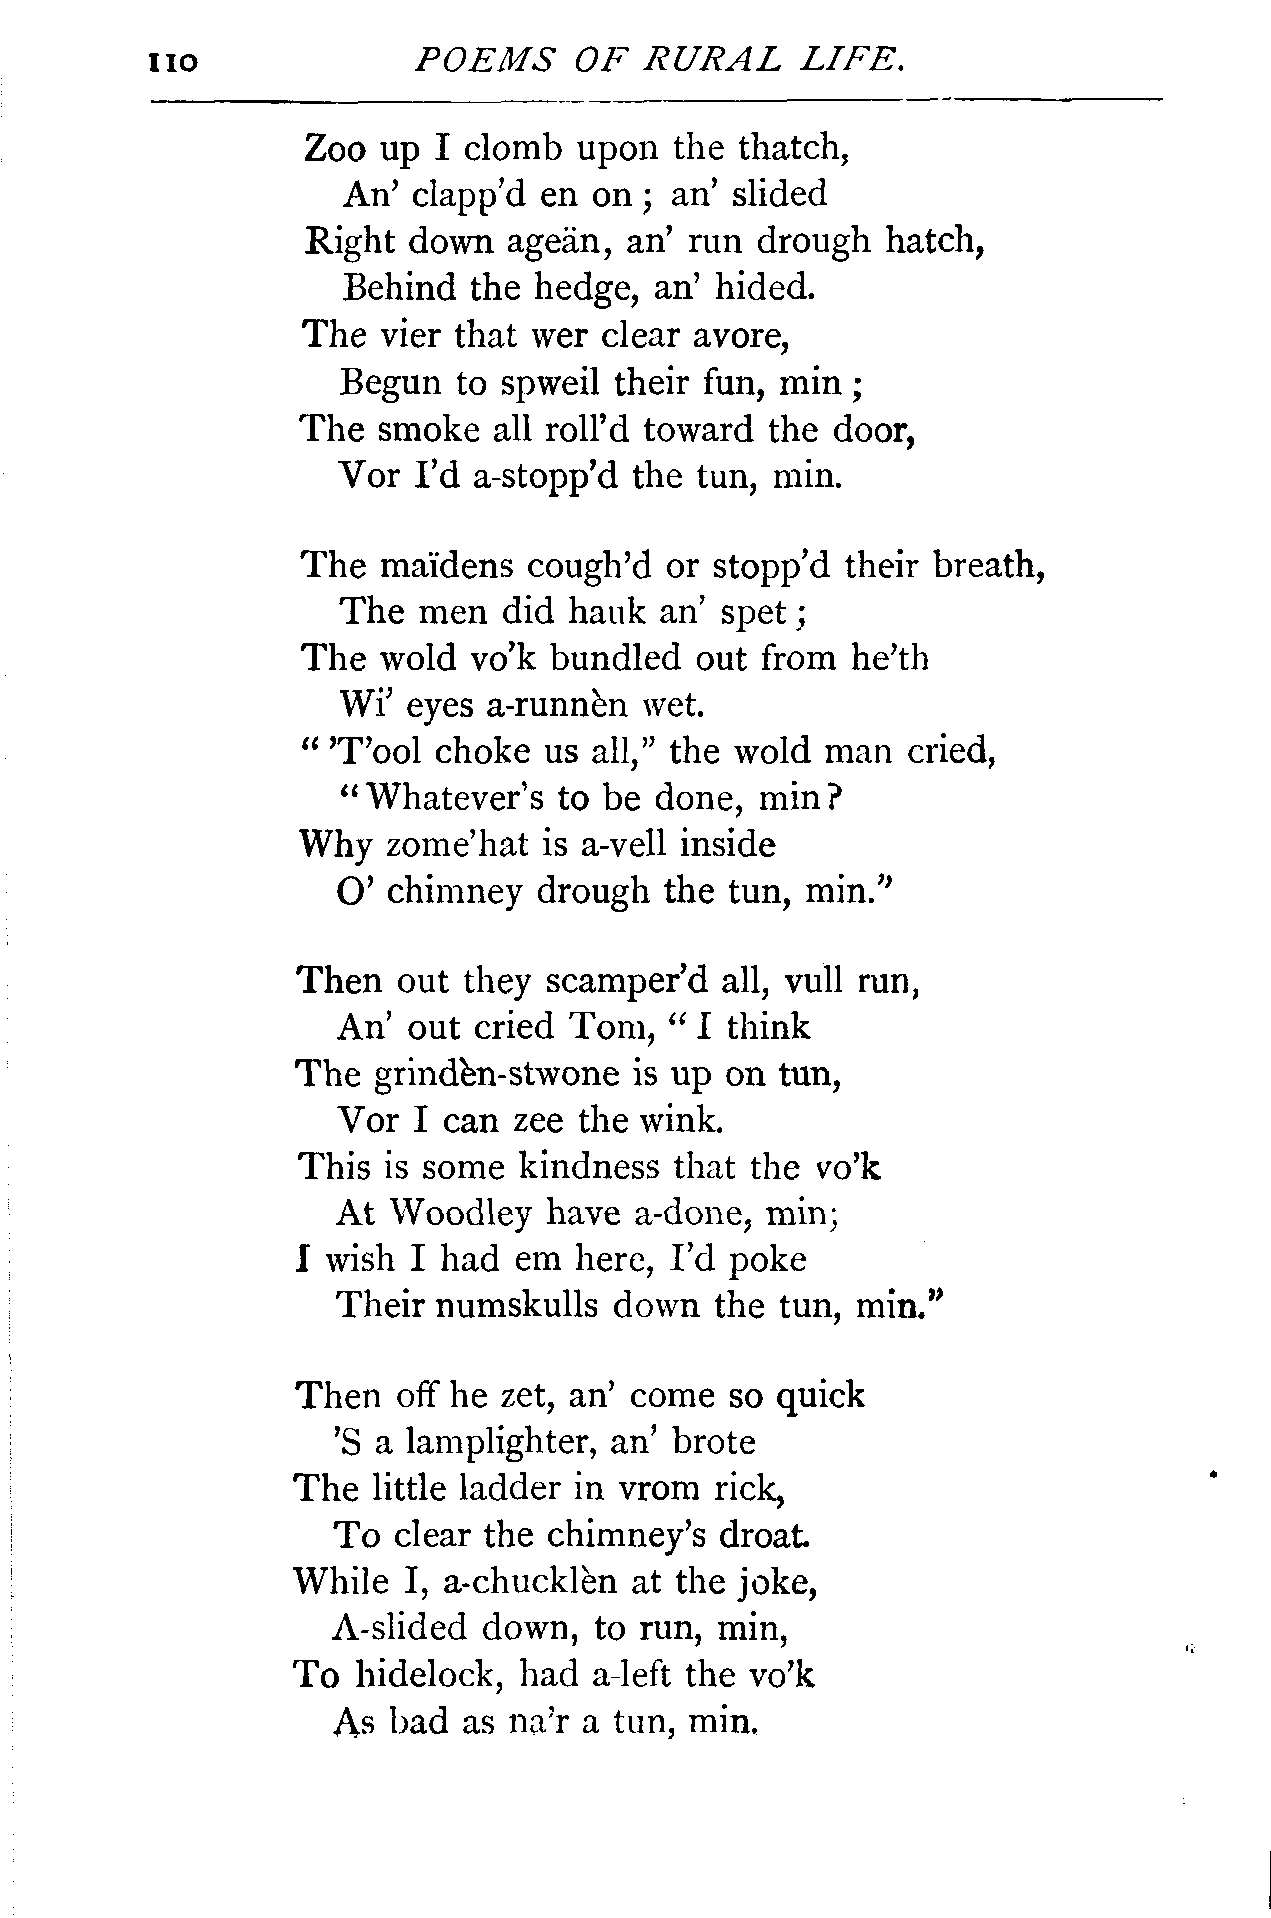 110 POEMS OF RURAL LIFE.
Zoo up I clomb upon the thatch,
An' clapp'd en on ; an' slided
Right down ageän, an' run drough hatch,
Behind the hedge, an' hided.
The vier that wer clear avore,
Begun to spweil their fun, min ;
The smoke all roll'd toward the door,
Vor I'd a-stopp'd the tun, min.
The maïdens cough'd or stopp'd their breath,
The men did hauk an' spet ;
The wold vo'k bundled out from he'th
Wi' eyes a-runnèn wet.
“ 'T'ool choke us all,” the wold man cried,
“ Whatever's to be done, min ?
Why zome'hat is a-vell inside
O' chimney drough the tun, min.”
Then out they scamper'd all, vull run,
An' out cried Tom, “ I think
The grindèn-stwone is up on tun,
Vor I can zee the wink.
This is some kindness that the vo'k
At Woodley have a-done, min;
I wish I had em here, I'd poke
Their numskulls down the tun, min.”
Then off he zet, an' come so quick
'S a lamplighter, an' brote
The little ladder in vrom rick,
To clear the chimney's droat.
While I, a-chucklèn at the joke,
A-slided down, to run, min,
To hidelock, had a-left the vo'k
As bad as na'r a tun, min.